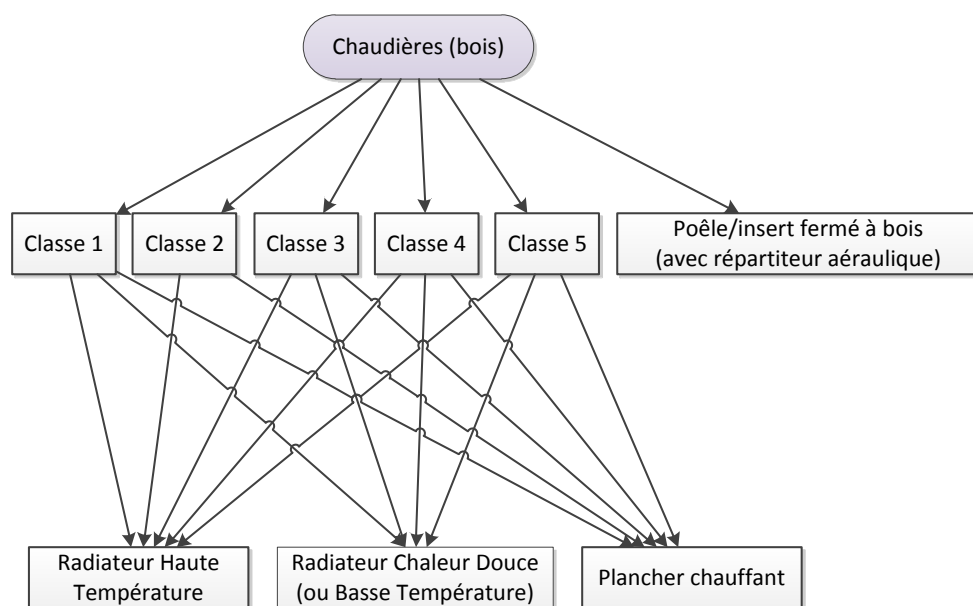 Chaudières (bois)
Classe 1
Classe 2
Classe 3
Classe 4
Classe 5
Poêle/insert fermé à bois
(avec répartiteur aéraulique)
Radiateur Haute
Température
Radiateur Chaleur Douce
(ou Basse Température)
Plancher chauffant